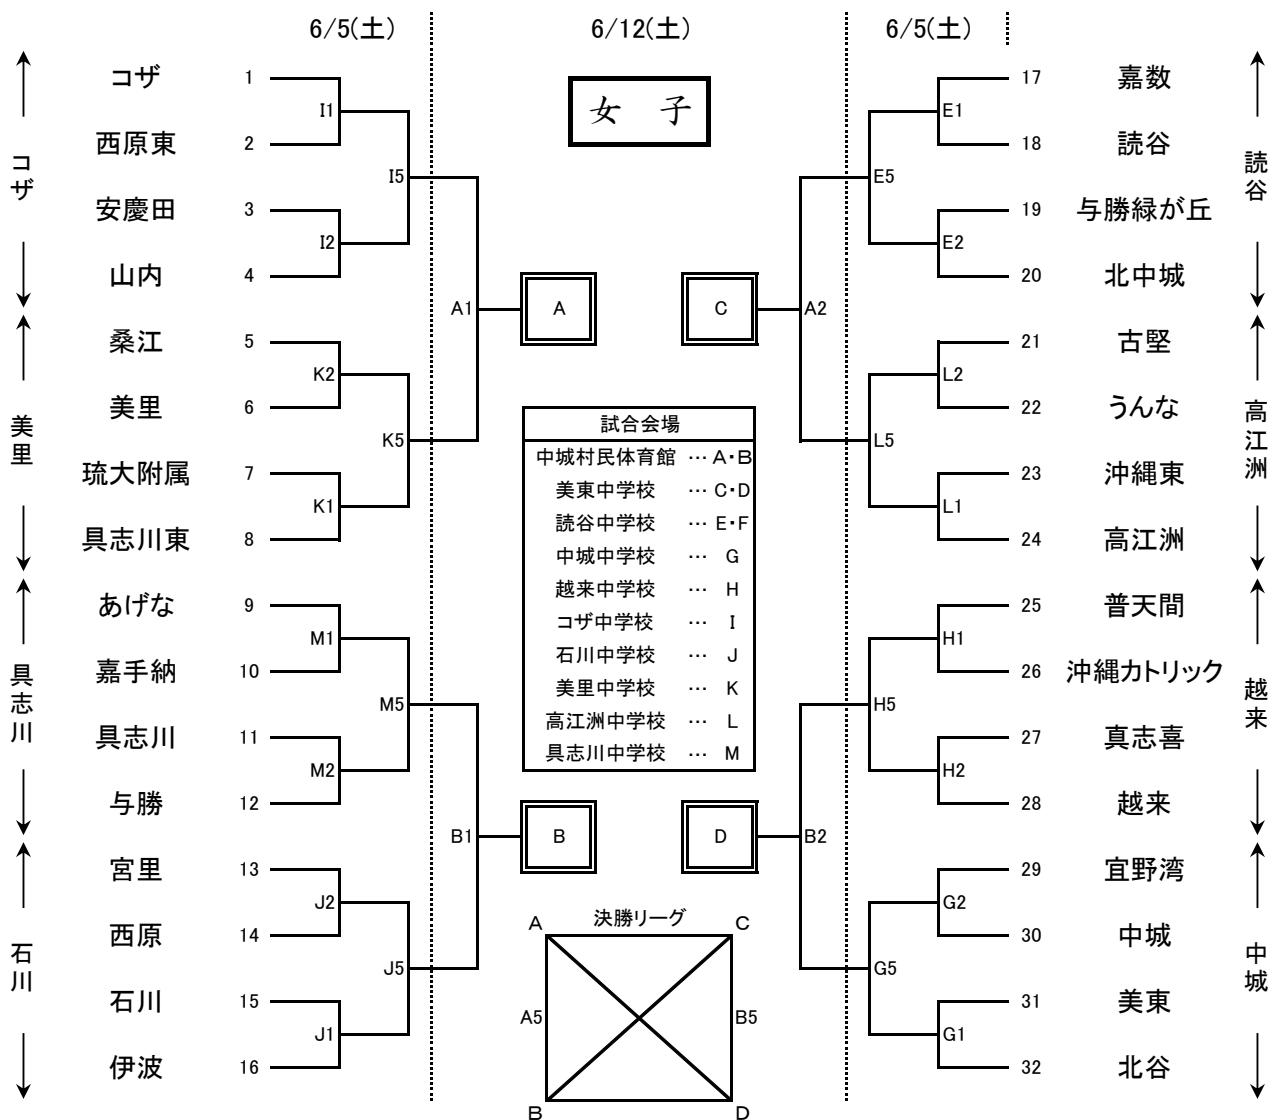 6/5(土)
6/12(土)
6/5(土)
女 子
コザ
コザ 1
西原東 2
安慶田 3
山内 4
I1
I2
I5
美里
桑江 5
美里 6
琉大附属 7
具志川東 8
K2
K1
K5
A1
A
具志川
あげな 9
嘉手納 10
具志川 11
与勝 12
M1
M2
M5
石川
宮里 13
西原 14
石川 15
伊波 16
J2
J1
J5
B1
B
試合会場
中城村民体育館 … A・B
美東中学校 … C・D
読谷中学校 … E・F
中城中学校 … G
越来中学校 … H
コザ中学校 … I
石川中学校 … J
美里中学校 … K
高江洲中学校 … L
具志川中学校 … M
決勝リーグ
A
C
A5
B5
B
D
読谷
17 嘉数
18 読谷
19 与勝緑が丘
20 北中城
E1
E2
E5
高江洲
21 古堅
22 うんな
23 沖縄東
24 高江洲
L2
L1
L5
A2
C
越来
25 普天間
26 沖縄カトリック
27 真志喜
28 越来
H1
H2
H5
中城
29 宜野湾
30 中城
31 美東
32 北谷
G2
G1
G5
B2
D